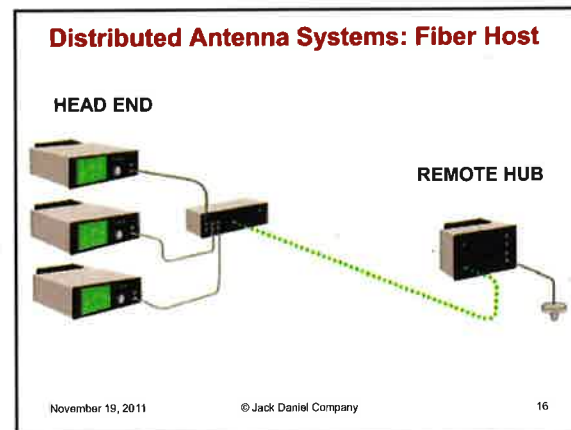 Distributed Antenna Systems: Fiber Host
HEAD END
REMOTE HUB
November 19, 2011
© Jack Daniel Company
16